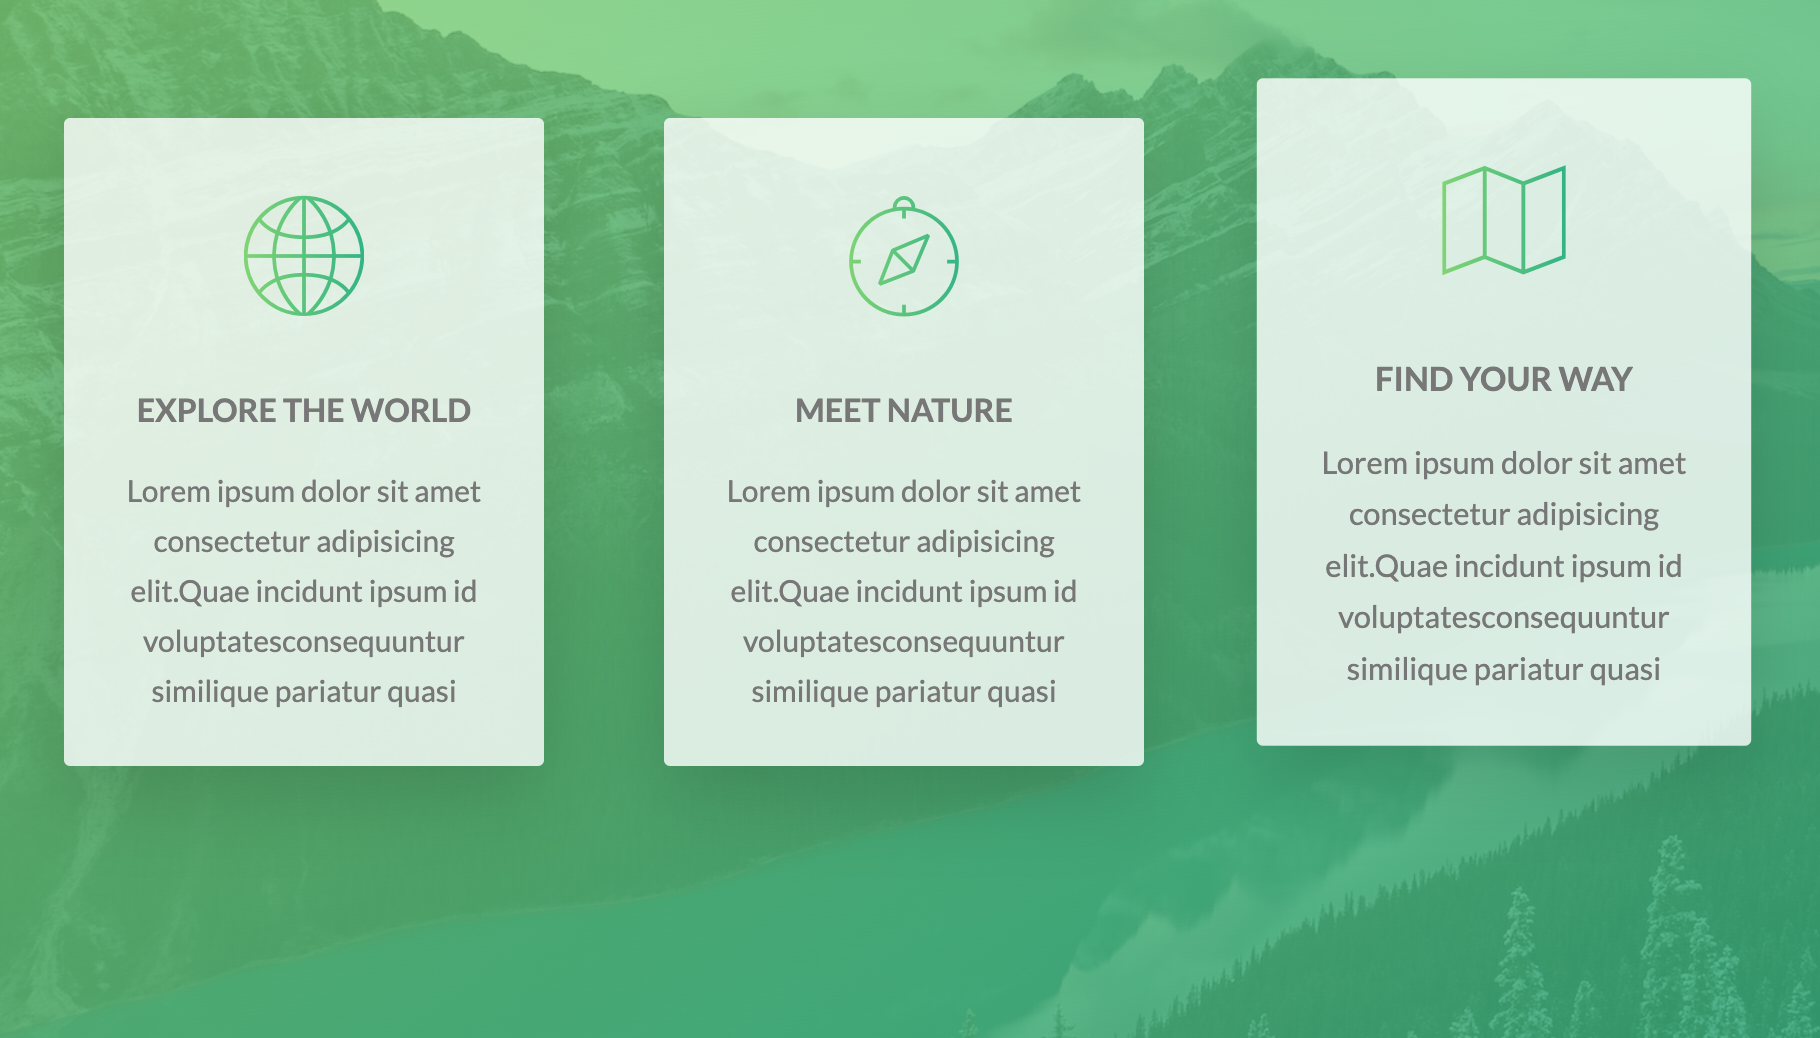 EXPLORE THE WORLD
Lorem ipsum dolor sit amet
consectetur adipisicing
elit.Quae incidunt ipsum id
voluptatesconsequuntur
similique pariatur quasi
MEET NATURE
Lorem ipsum dolor sit amet
consectetur adipisicing
elit.Quae incidunt ipsum id
voluptatesconsequuntur
similique pariatur quasi
FIND YOUR WAY
Lorem ipsum dolor sit amet
consectetur adipisicing
elit.Quae incidunt ipsum id
voluptatesconsequuntur
similique pariatur quasi